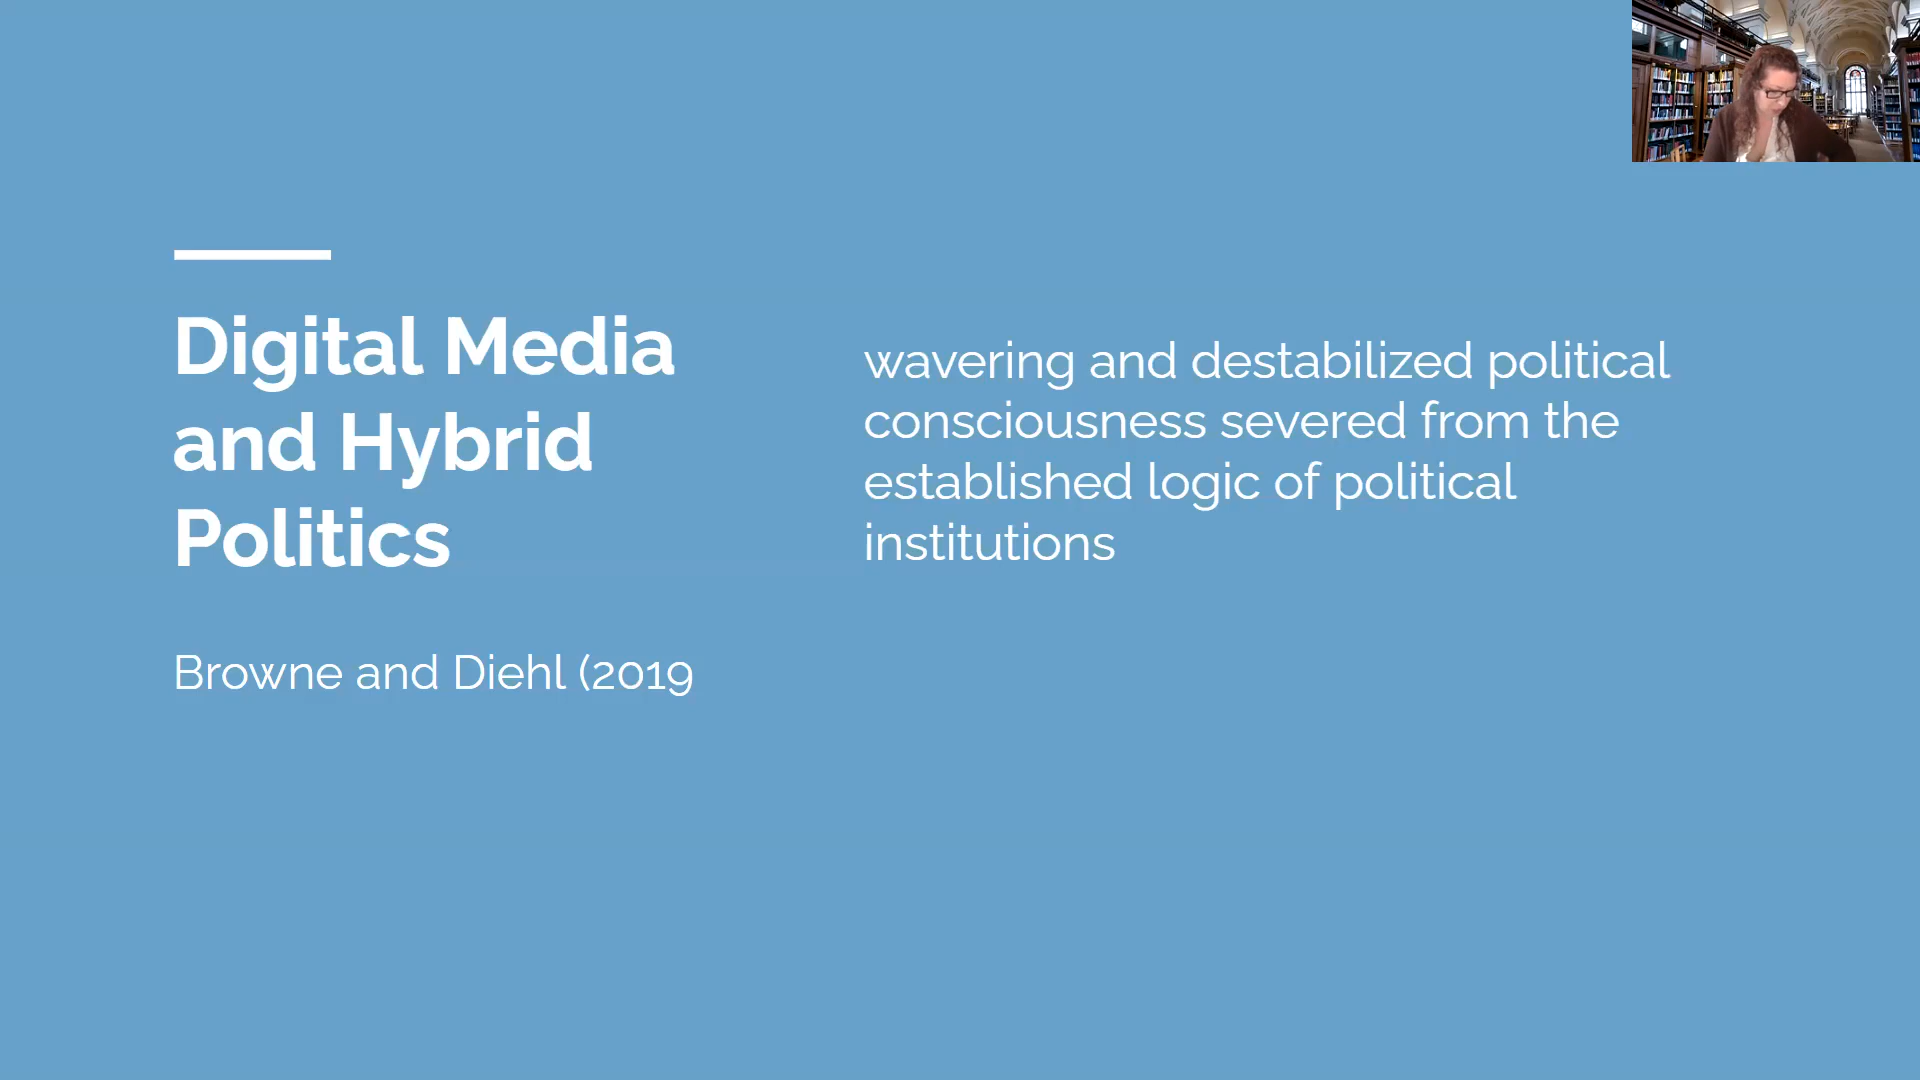 Digital Media
and Hybrid
Politics
Browne and Diehl (2019
wavering and destabilized political
consciousness severed from the
established logic of political
institutions